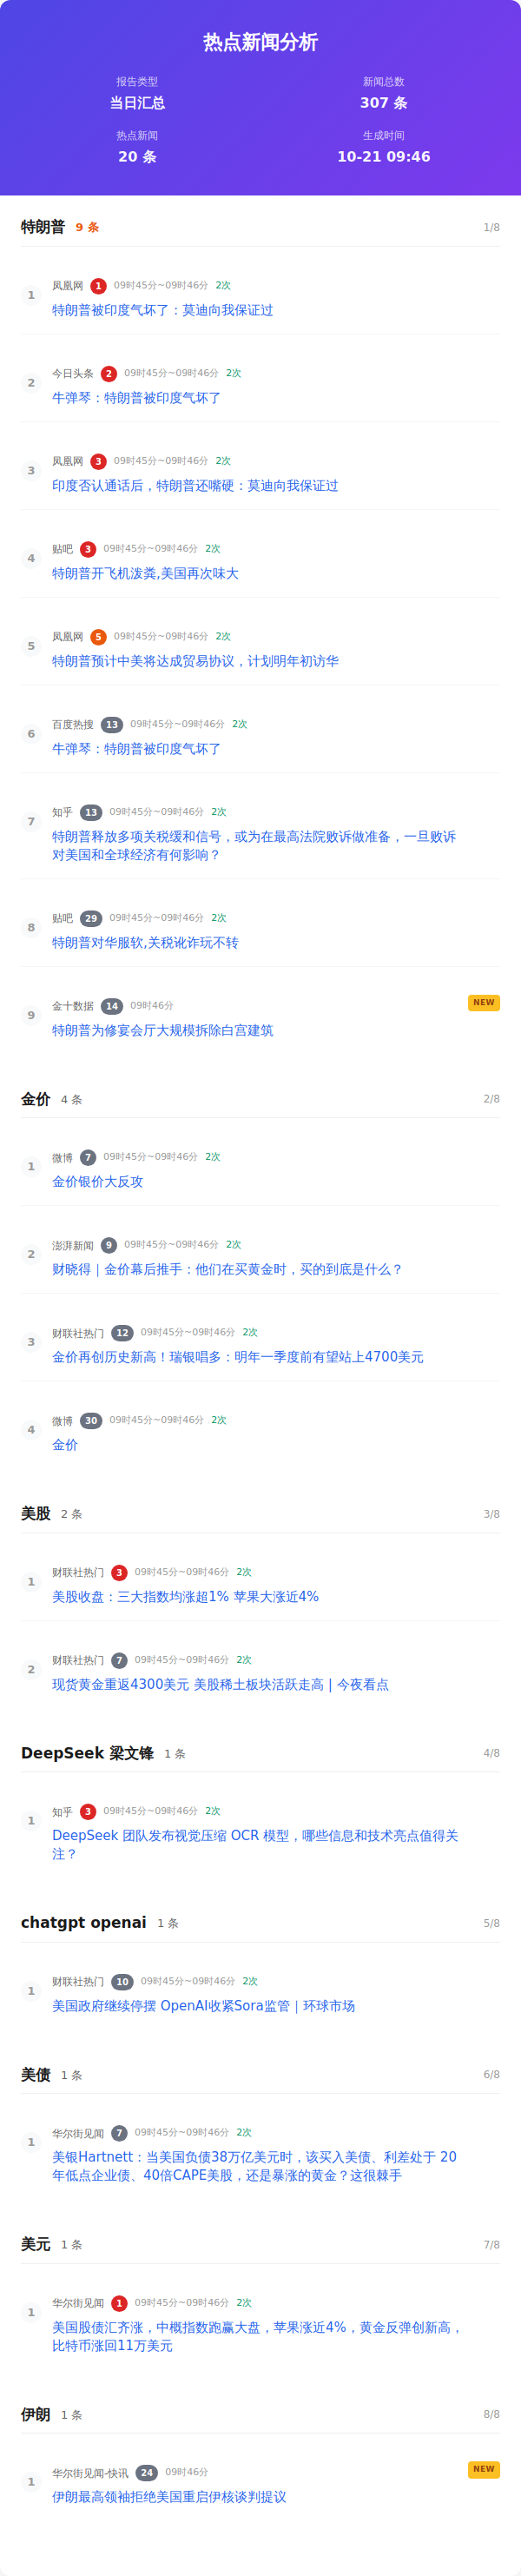 热点新闻分析
报告类型
新闻总数
当日汇总
307 条
热点新闻
生成时间
20 条
10-21 09:46
特朗普 9 条 1/8
1 凤凰网 1 09时45分~09时46分 2次
特朗普被印度气坏了：莫迪向我保证过
2 今日头条 2 09时45分~09时46分 2次
牛弹琴：特朗普被印度气坏了
3 凤凰网 3 09时45分~09时46分 2次
印度否认通话后，特朗普还嘴硬：莫迪向我保证过
4 贴吧 3 09时45分~09时46分 2次
特朗普开飞机泼粪,美国再次味大
5 凤凰网 5 09时45分~09时46分 2次
特朗普预计中美将达成贸易协议，计划明年初访华
6 百度热搜 13 09时45分~09时46分 2次
牛弹琴：特朗普被印度气坏了
7 知乎 13 09时45分~09时46分 2次
特朗普释放多项关税缓和信号，或为在最高法院败诉做准备，一旦败诉
对美国和全球经济有何影响？
8 贴吧 29 09时45分~09时46分 2次
特朗普对华服软,关税讹诈玩不转
9 金十数据 14 09时46分 NEW
特朗普为修宴会厅大规模拆除白宫建筑
金价 4 条 2/8
1 微博 7 09时45分~09时46分 2次
金价银价大反攻
2 澎湃新闻 9 09时45分~09时46分 2次
财晓得｜金价幕后推手：他们在买黄金时，买的到底是什么？
3 财联社热门 12 09时45分~09时46分 2次
金价再创历史新高！瑞银唱多：明年一季度前有望站上4700美元
4 微博 30 09时45分~09时46分 2次
金价
美股 2 条 3/8
1 财联社热门 3 09时45分~09时46分 2次
美股收盘：三大指数均涨超1% 苹果大涨近4%
2 财联社热门 7 09时45分~09时46分 2次
现货黄金重返4300美元 美股稀土板块活跃走高 | 今夜看点
DeepSeek 梁文锋 1 条 4/8
1 知乎 3 09时45分~09时46分 2次
DeepSeek 团队发布视觉压缩 OCR 模型，哪些信息和技术亮点值得关
注？
chatgpt openai 1 条 5/8
1 财联社热门 10 09时45分~09时46分 2次
美国政府继续停摆 OpenAI收紧Sora监管｜环球市场
美债 1 条 6/8
1 华尔街见闻 7 09时45分~09时46分 2次
美银Hartnett：当美国负债38万亿美元时，该买入美债、利差处于 20
年低点企业债、40倍CAPE美股，还是暴涨的黄金？这很棘手
美元 1 条 7/8
1 华尔街见闻 1 09时45分~09时46分 2次
美国股债汇齐涨，中概指数跑赢大盘，苹果涨近4%，黄金反弹创新高，
比特币涨回11万美元
伊朗 1 条 8/8
1 华尔街见闻-快讯 24 09时46分 NEW
伊朗最高领袖拒绝美国重启伊核谈判提议